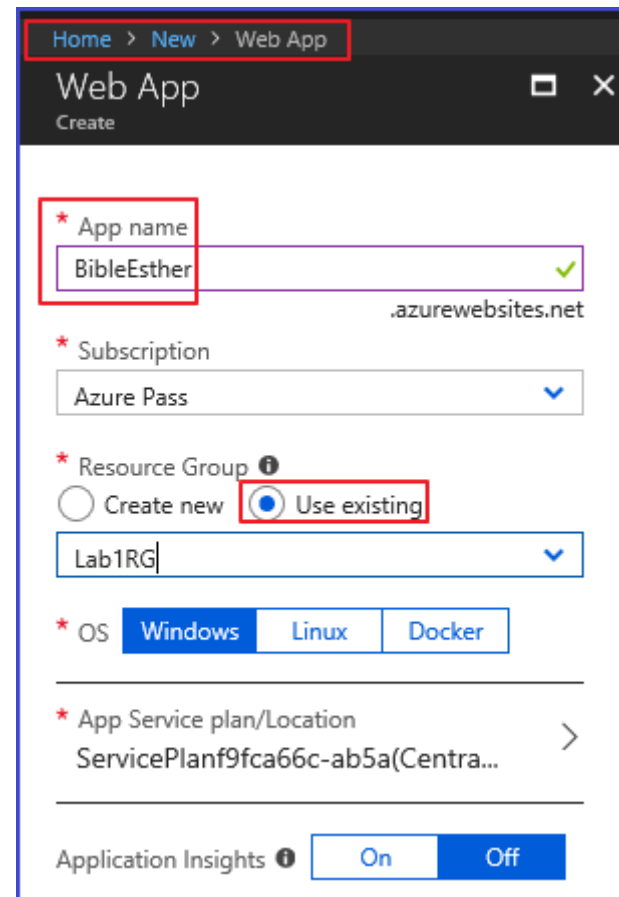 Home > New > Web App
Web App
Create
* App name
BibleEsther
.azurewebsites.net
* Subscription
Azure Pass
* Resource Group
Create new Use existing
Lab1RG
* OS Windows Linux Docker
* App Service plan/Location
ServicePlanf9fca66c-ab5a(Centra...
Application Insights On Off